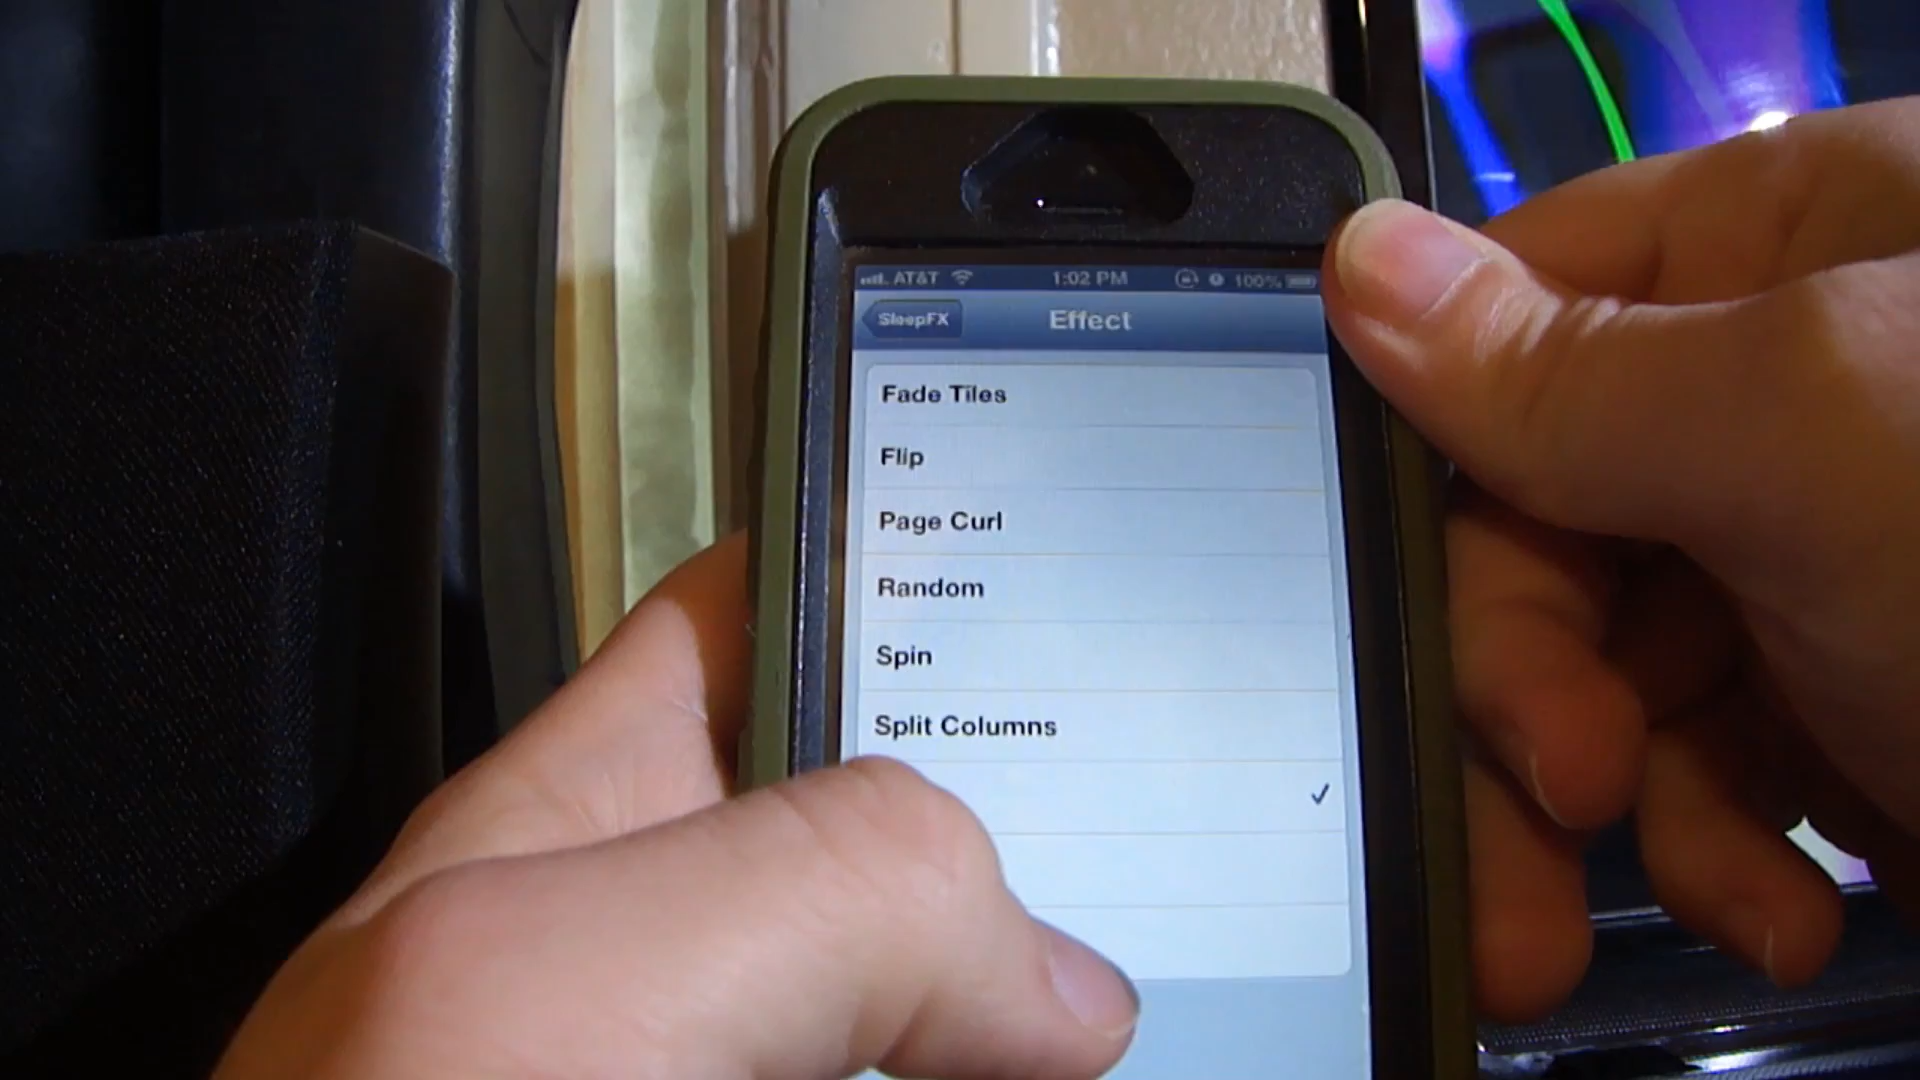 AT&T 1:02 PM 100%
SleepFX Effect
Fade Tiles
Flip
Page Curl
Random
Spin
Split Columns